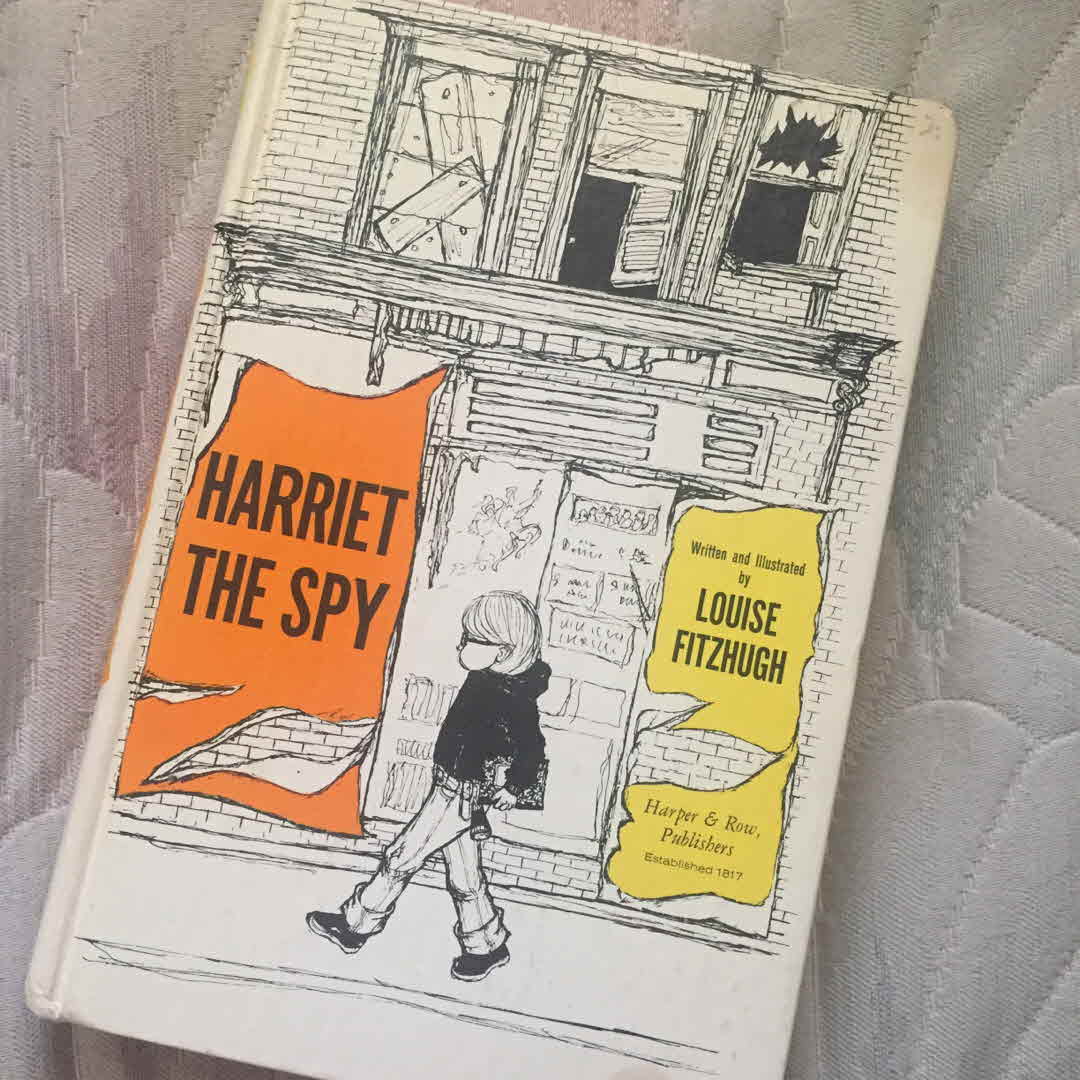 HARRIET
THE SPY
Written and Illustrated
by
LOUISE
FITZHUGH
Harper & Row,
Publishers
Established 1817